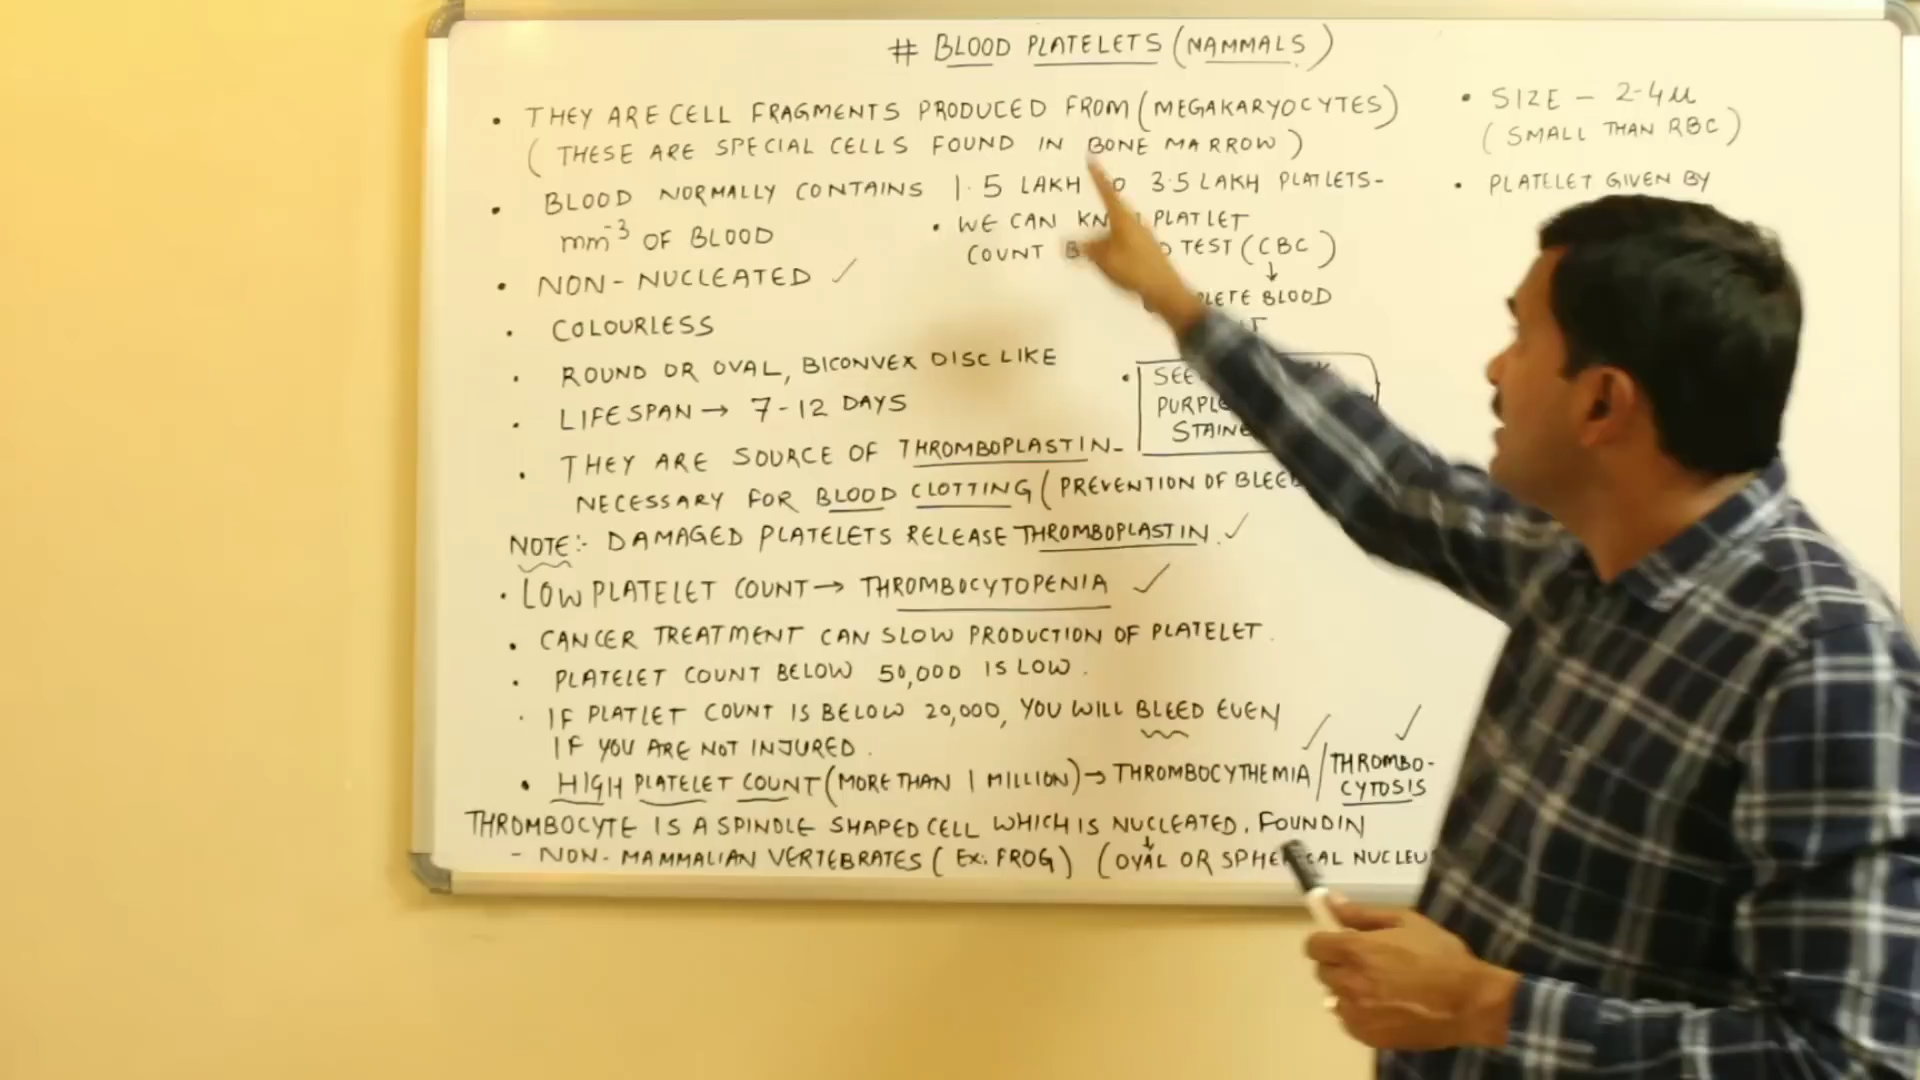 # BLOOD PLATELETS (NAMMALS)
• THEY ARE CELL FRAGMENTS PRODUCED FROM (MEGAKARYOCYTES)
( THESE ARE SPECIAL CELLS FOUND IN BONE MARROW )
• BLOOD NORMALLY CONTAINS 1.5 LAKH 3.5 LAKH PLATLETS-
mm⁻³ OF BLOOD
• WE CAN PLATLET
COUNT TEST (CBC)
↓
BLOOD
• NON-NUCLEATED ✓
• COLOURLESS
• ROUND OR OVAL, BICONVEX DISC LIKE
• LIFE SPAN → 7-12 DAYS
• SEE
STAINE
• THEY ARE SOURCE OF THROMBOPLASTIN-
NECESSARY FOR BLOOD CLOTTING (PREVENTION OF
NOTE:- DAMAGED PLATELETS RELEASE THROMBOPLASTIN. ✓
• LOW PLATELET COUNT → THROMBOCYTOPENIA ✓
• CANCER TREATMENT CAN SLOW PRODUCTION OF PLATELET.
• PLATELET COUNT BELOW 50,000 IS LOW.
• IF PLATLET COUNT IS BELOW 20,000, YOU WILL BLEED EVEN
IF YOU ARE NOT INJURED.
• HIGH PLATELET COUNT (MORE THAN 1 MILLION) → THROMBOCYTHEMIA / THROMBO-
CYTOSIS
THROMBOCYTE IS A SPINDLE SHAPED CELL WHICH IS NUCLEATED. FOUND IN
- NON-MAMMALIAN VERTEBRATES ( EX: FROG) (OVAL OR NUCLEU
• SIZE - 2-4µ
( SMALL THAN RBC)
• PLATELET GIVEN BY